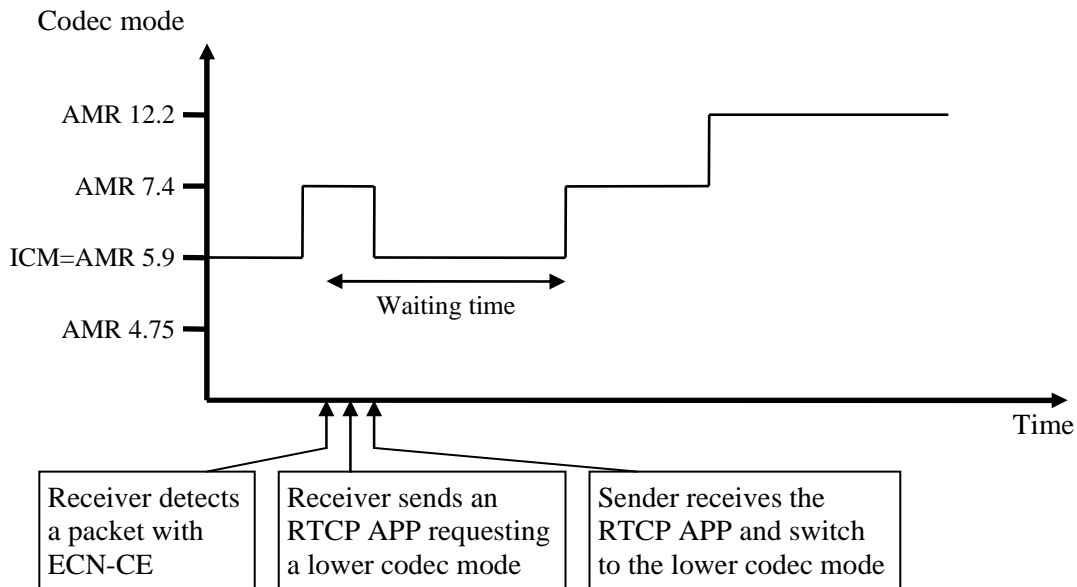 Codec mode
AMR 12.2
AMR 7.4
ICM=AMR 5.9
AMR 4.75
Waiting time
Time
Receiver detects
a packet with
ECN-CE
Receiver sends an
RTCP APP requesting
a lower codec mode
Sender receives the
RTCP APP and switch
to the lower codec mode